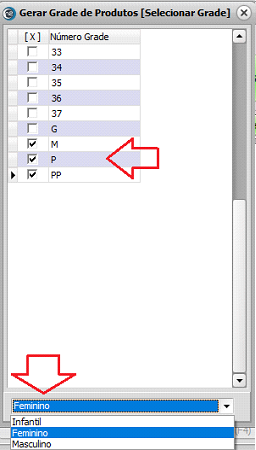 Gerar Grade de Produtos [Selecionar Grade]
[ X ] Número Grade
33
34
35
36
37
G
M
P
PP
Feminino
Infantil
Feminino
Masculino